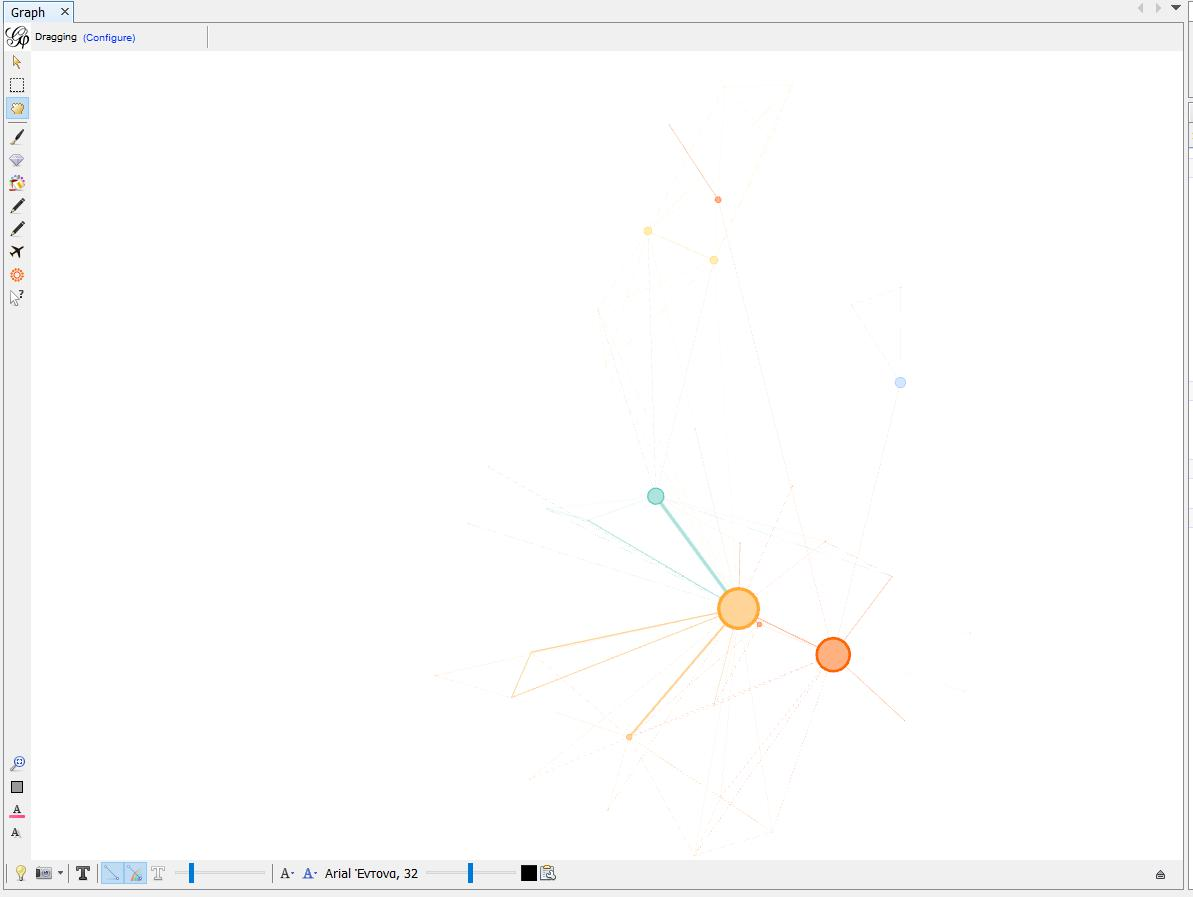 Graph
Dragging (Configure)
T T A- A- Arial Έντονα, 32
A
A